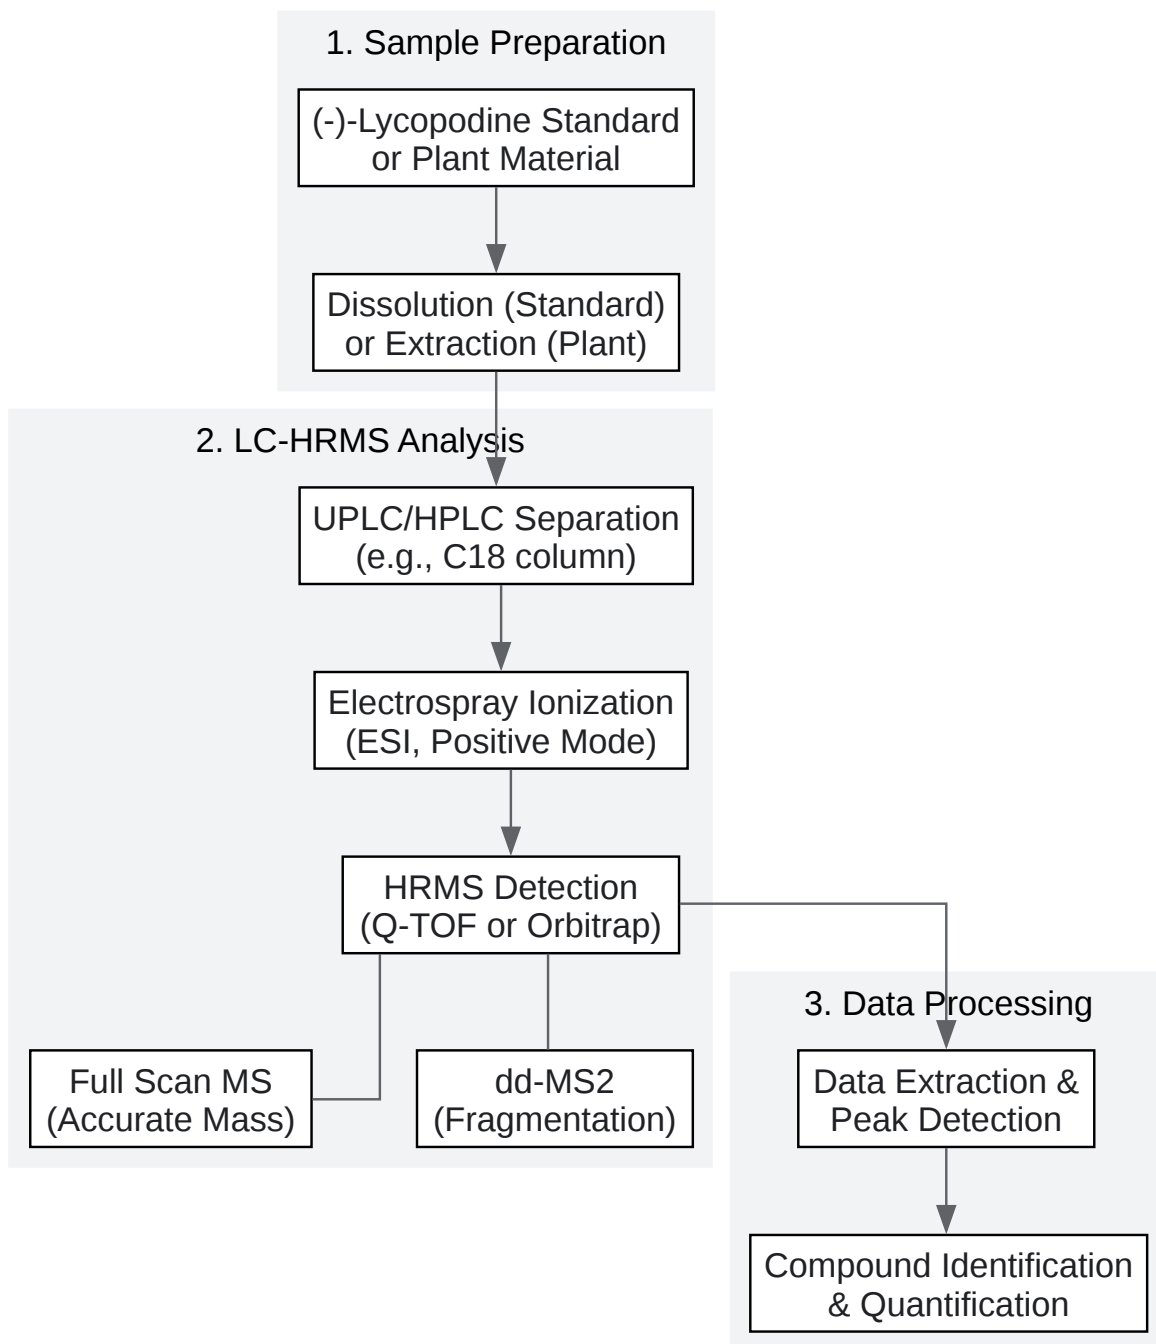 1. Sample Preparation
(-)-Lycopodine Standard
or Plant Material
Dissolution (Standard)
or Extraction (Plant)
2. LC-HRMS Analysis
UPLC/HPLC Separation
(e.g., C18 column)
Electrospray Ionization
(ESI, Positive Mode)
HRMS Detection
(Q-TOF or Orbitrap)
Full Scan MS
(Accurate Mass)
dd-MS2
(Fragmentation)
3. Data Processing
Data Extraction &
Peak Detection
Compound Identification
& Quantification